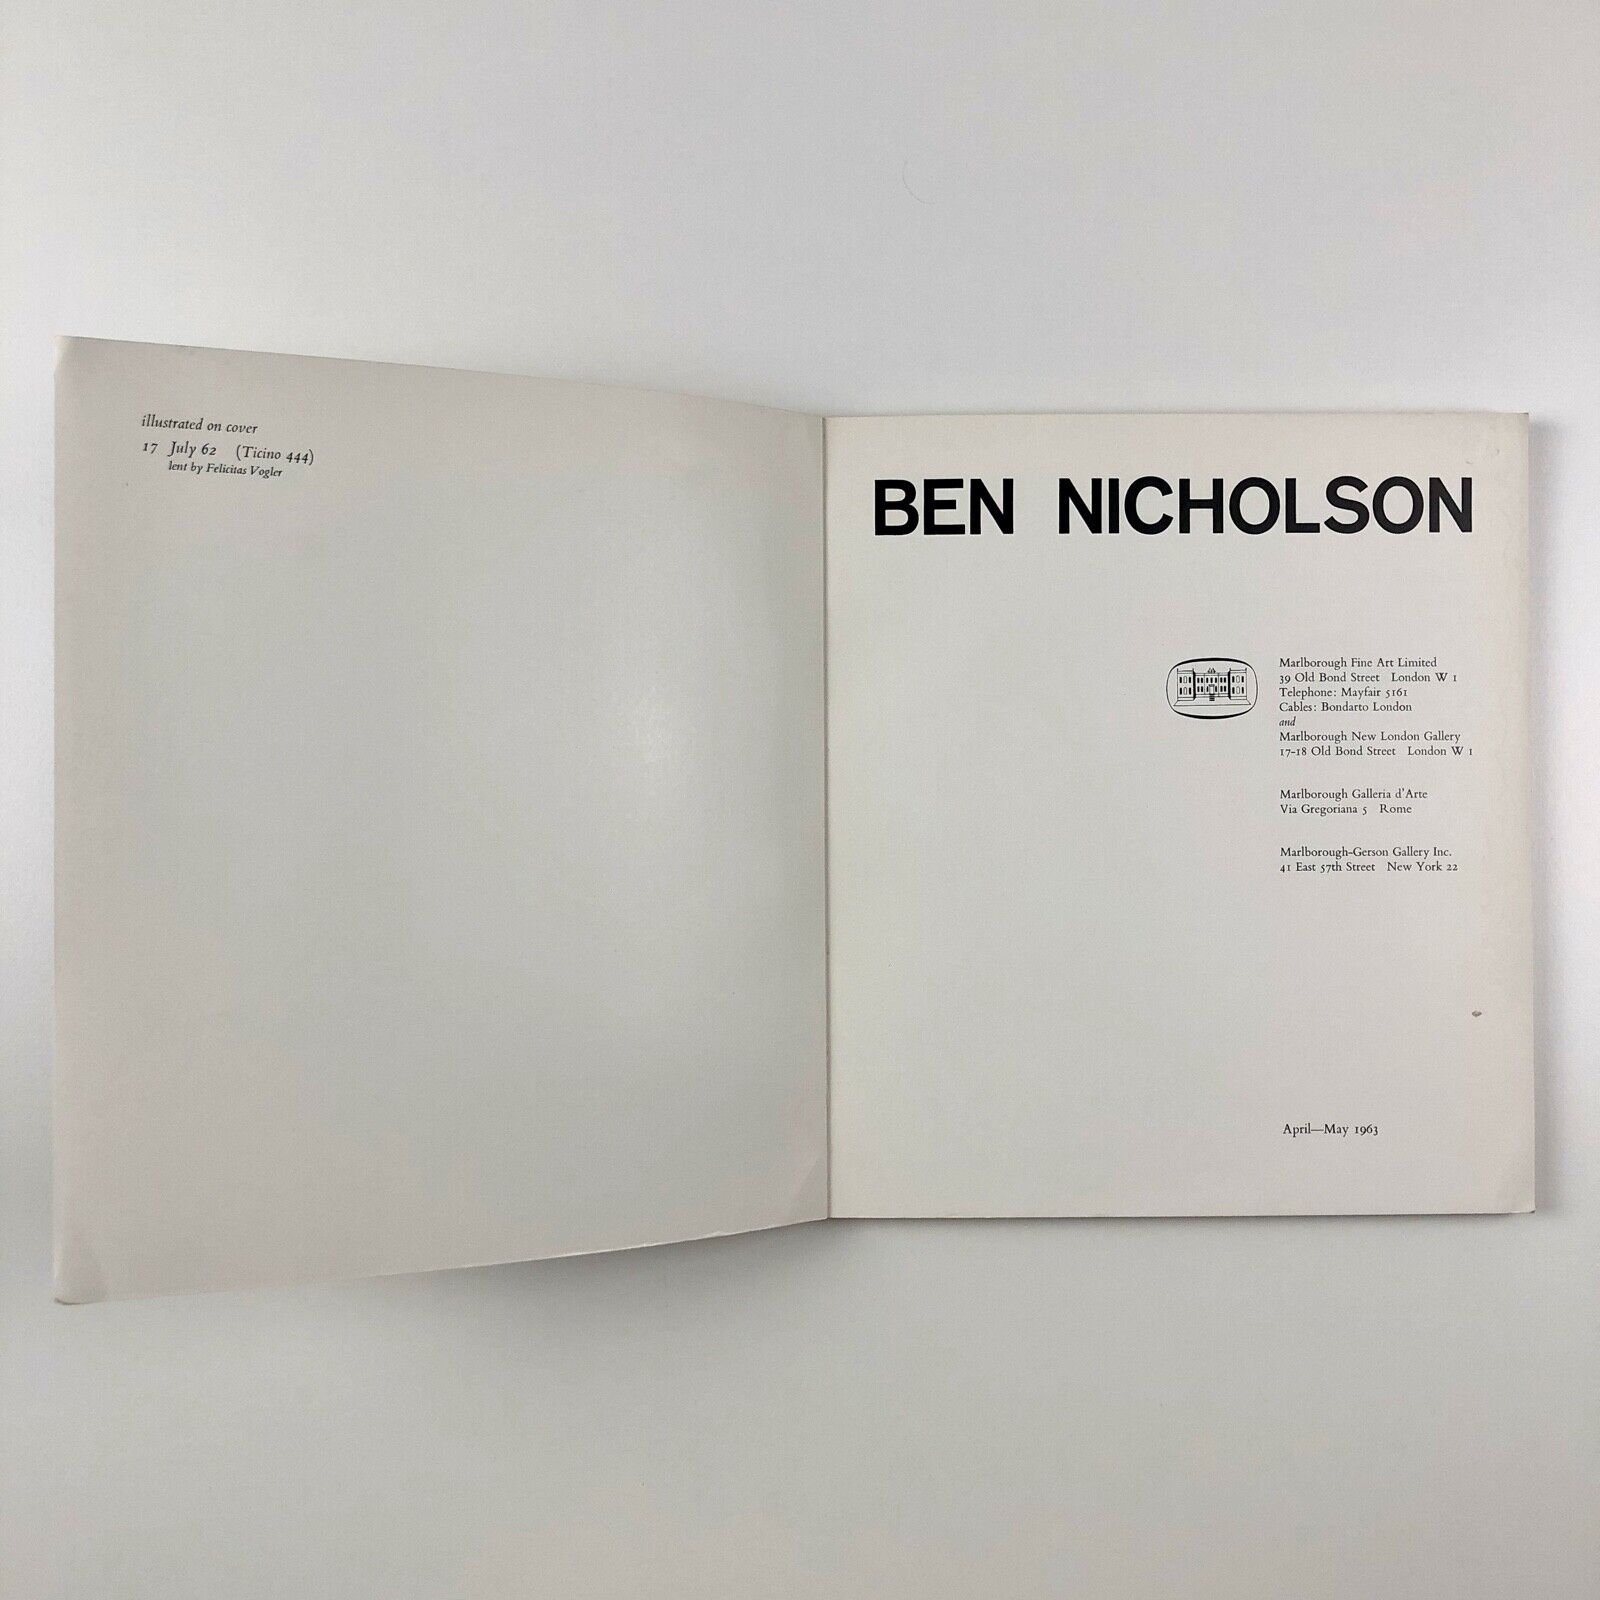 illustrated on cover
17 July 62 (Ticino 444)
lent by Felicitas Vogler
BEN NICHOLSON
Marlborough Fine Art Limited
39 Old Bond Street London W 1
Telephone: Mayfair 5161
Cables: Bondarto London
and
Marlborough New London Gallery
17-18 Old Bond Street London W 1
Marlborough Galleria d'Arte
Via Gregoriana 5 Rome
Marlborough-Gerson Gallery Inc.
41 East 57th Street New York 22
April—May 1963